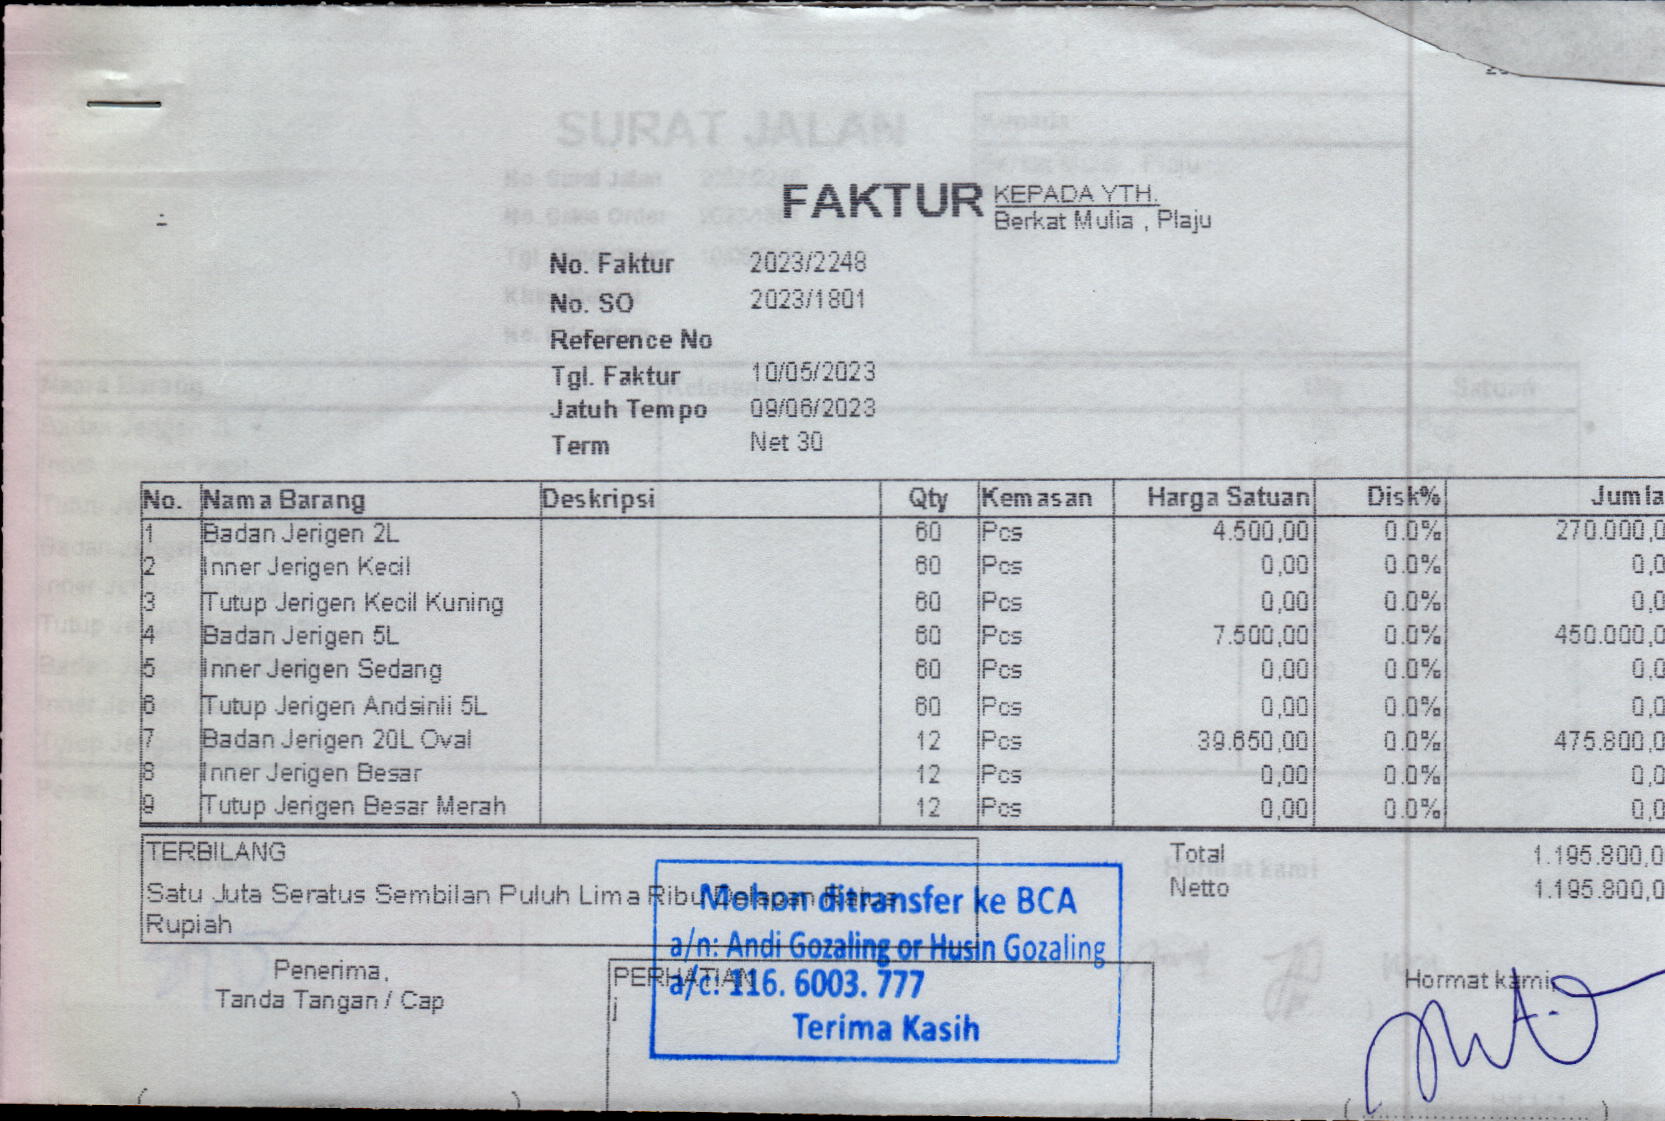 SURAT JALAN
FAKTUR
KEPADA YTH.
Berkat Mulia , Plaju
No. Faktur 2023/2248
No. SO 2023/1801
Reference No
Tgl. Faktur 10/05/2023
Jatuh Tempo 09/06/2023
Term Net 30
No. Nama Barang Deskripsi Qty Kemasan Harga Satuan Disk% Jumla
1 Badan Jerigen 2L 60 Pcs 4.500,00 0.0% 270.000,0
2 Inner Jerigen Kecil 60 Pcs 0,00 0.0% 0,0
3 Tutup Jerigen Kecil Kuning 60 Pcs 0,00 0.0% 0,0
4 Badan Jerigen 5L 60 Pcs 7.500,00 0.0% 450.000,0
5 Inner Jerigen Sedang 60 Pcs 0,00 0.0% 0,0
6 Tutup Jerigen Andsinli 5L 60 Pcs 0,00 0.0% 0,0
7 Badan Jerigen 20L Oval 12 Pcs 39.650,00 0.0% 475.800,0
8 Inner Jerigen Besar 12 Pcs 0,00 0.0% 0,0
9 Tutup Jerigen Besar Merah 12 Pcs 0,00 0.0% 0,0
TERBILANG
Satu Juta Seratus Sembilan Puluh Lima Ribu Delapan Ratus
Rupiah
Total 1.195.800,0
Netto 1.195.800,0
Mohon ditransfer ke BCA
a/n: Andi Gozaling or Husin Gozaling
a/c: 116. 6003. 777
Terima Kasih
Penerima,
Tanda Tangan / Cap
PERHATIAN
Hormat kami,